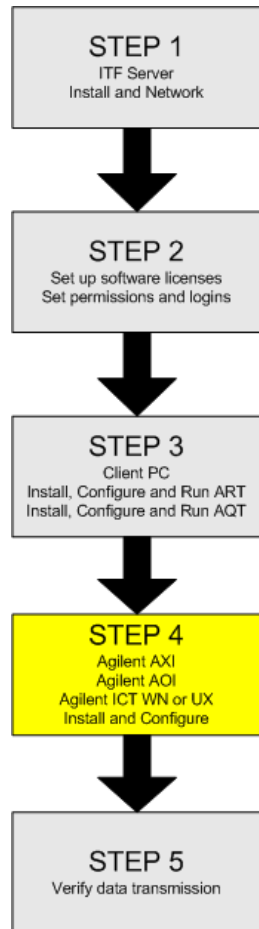 STEP 1
ITF Server
Install and Network
STEP 2
Set up software licenses
Set permissions and logins
STEP 3
Client PC
Install, Configure and Run ART
Install, Configure and Run AQT
STEP 4
Agilent AXI
Agilent AOI
Agilent ICT WN or UX
Install and Configure
STEP 5
Verify data transmission